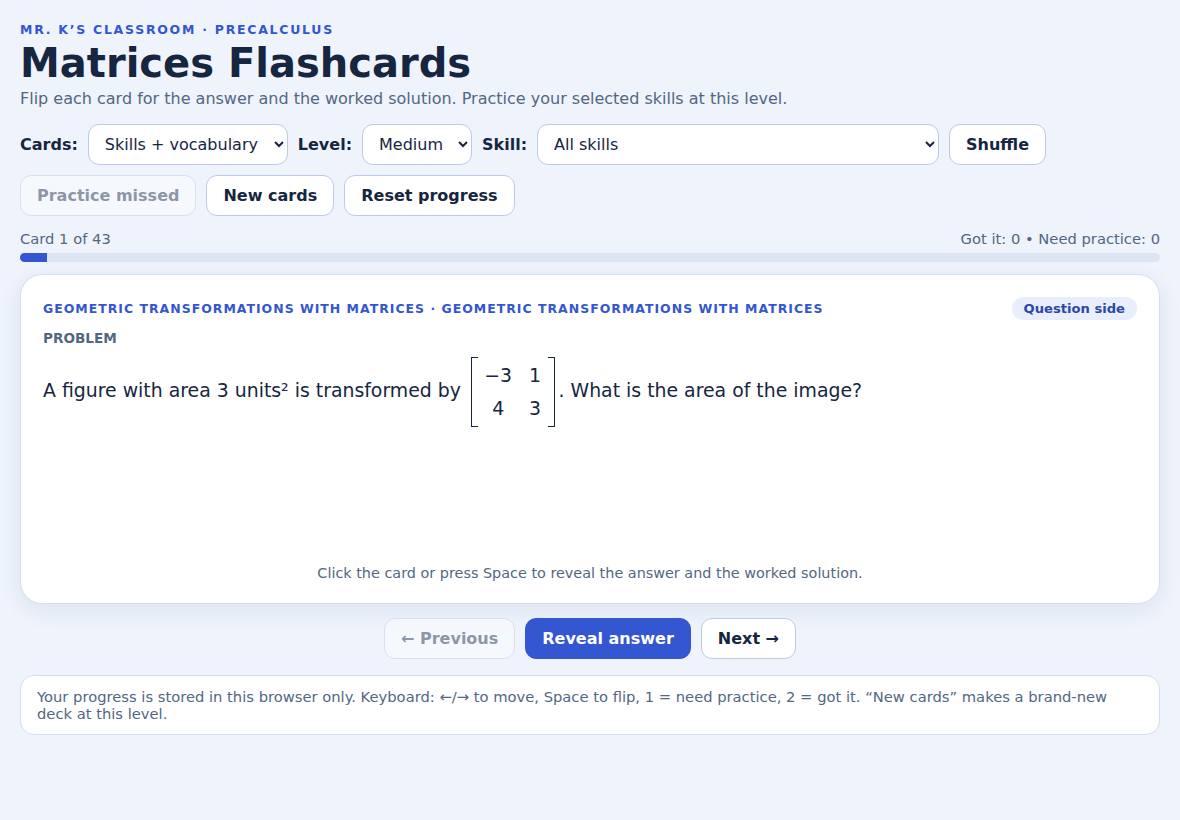 MR. K’S CLASSROOM · PRECALCULUS
Matrices Flashcards
Flip each card for the answer and the worked solution. Practice your selected skills at this level.
Cards: Skills + vocabulary Level: Medium Skill: All skills Shuffle
Practice missed New cards Reset progress
Card 1 of 43 Got it: 0 • Need practice: 0
GEOMETRIC TRANSFORMATIONS WITH MATRICES · GEOMETRIC TRANSFORMATIONS WITH MATRICES Question side
PROBLEM
A figure with area 3 units² is transformed by [−3 1
4 3]. What is the area of the image?
Click the card or press Space to reveal the answer and the worked solution.
← Previous Reveal answer Next →
Your progress is stored in this browser only. Keyboard: ←/→ to move, Space to flip, 1 = need practice, 2 = got it. “New cards” makes a brand-new
deck at this level.